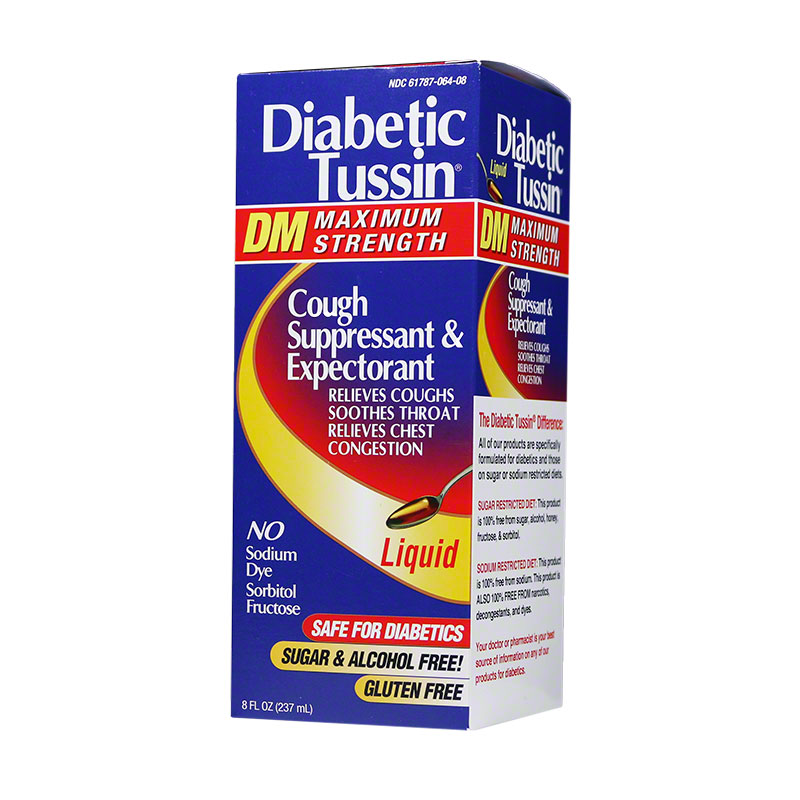 NDC 61787-064-08
Diabetic
Tussin®
DM MAXIMUM
STRENGTH
Cough
Suppressant &
Expectorant
RELIEVES COUGHS
SOOTHES THROAT
RELIEVES CHEST
CONGESTION
NO
Sodium
Dye
Sorbitol
Fructose
Liquid
SAFE FOR DIABETICS
SUGAR & ALCOHOL FREE!
GLUTEN FREE
8 FL OZ (237 mL)
Diabetic
Liquid
Tussin®
DM MAXIMUM
STRENGTH
Cough
Suppressant &
Expectorant
RELIEVES COUGHS
SOOTHES THROAT
RELIEVES CHEST
CONGESTION
The Diabetic Tussin® Difference:
All of our products are specifically
formulated for diabetics and those
on sugar or sodium restricted diets.
SUGAR RESTRICTED DIET: This product
is 100% free from sugar, alcohol, honey,
fructose, & sorbitol.
SODIUM RESTRICTED DIET: This product
is 100% free from sodium. This product is
ALSO 100% FREE FROM narcotics,
decongestants, and dyes.
Your doctor or pharmacist is your best
source of information on any of our
products for diabetics.